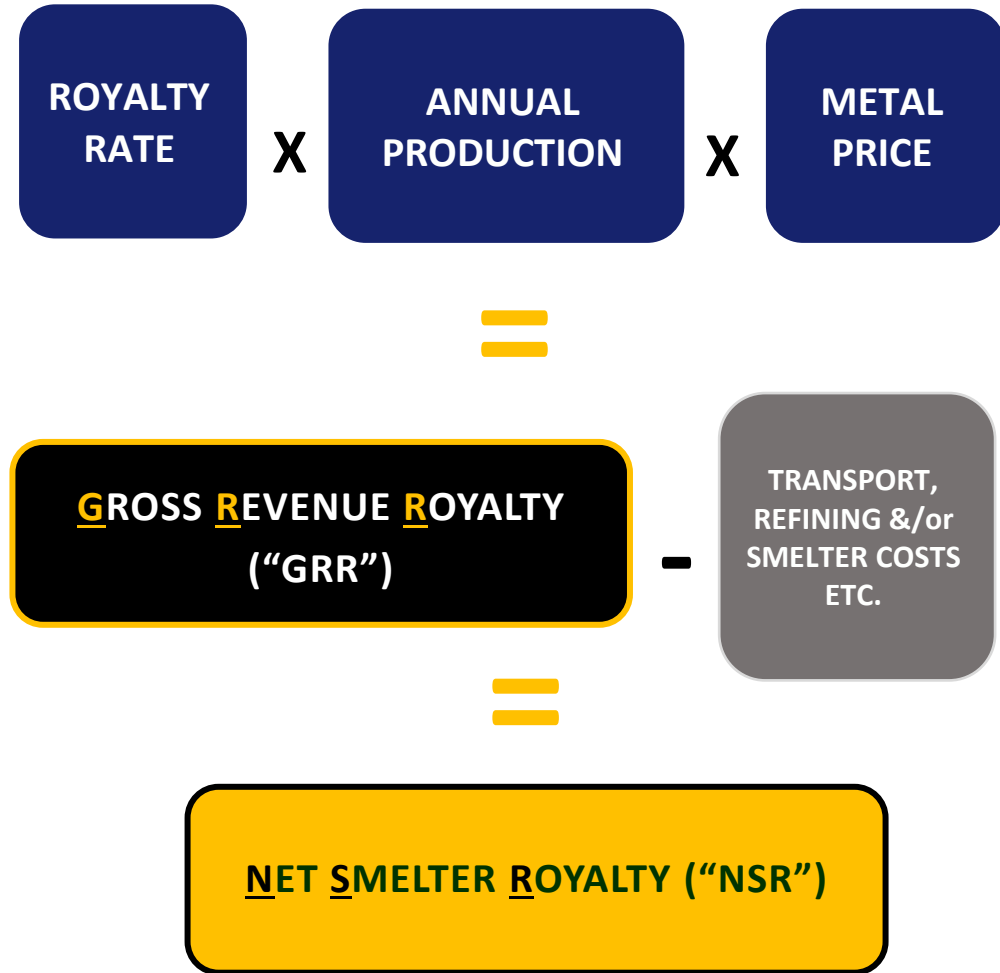 ROYALTY
RATE
X
ANNUAL
PRODUCTION
X
METAL
PRICE
=
GROSS REVENUE ROYALTY
(“GRR”)
-
TRANSPORT,
REFINING &/or
SMELTER COSTS
ETC.
=
NET SMELTER ROYALTY (“NSR”)